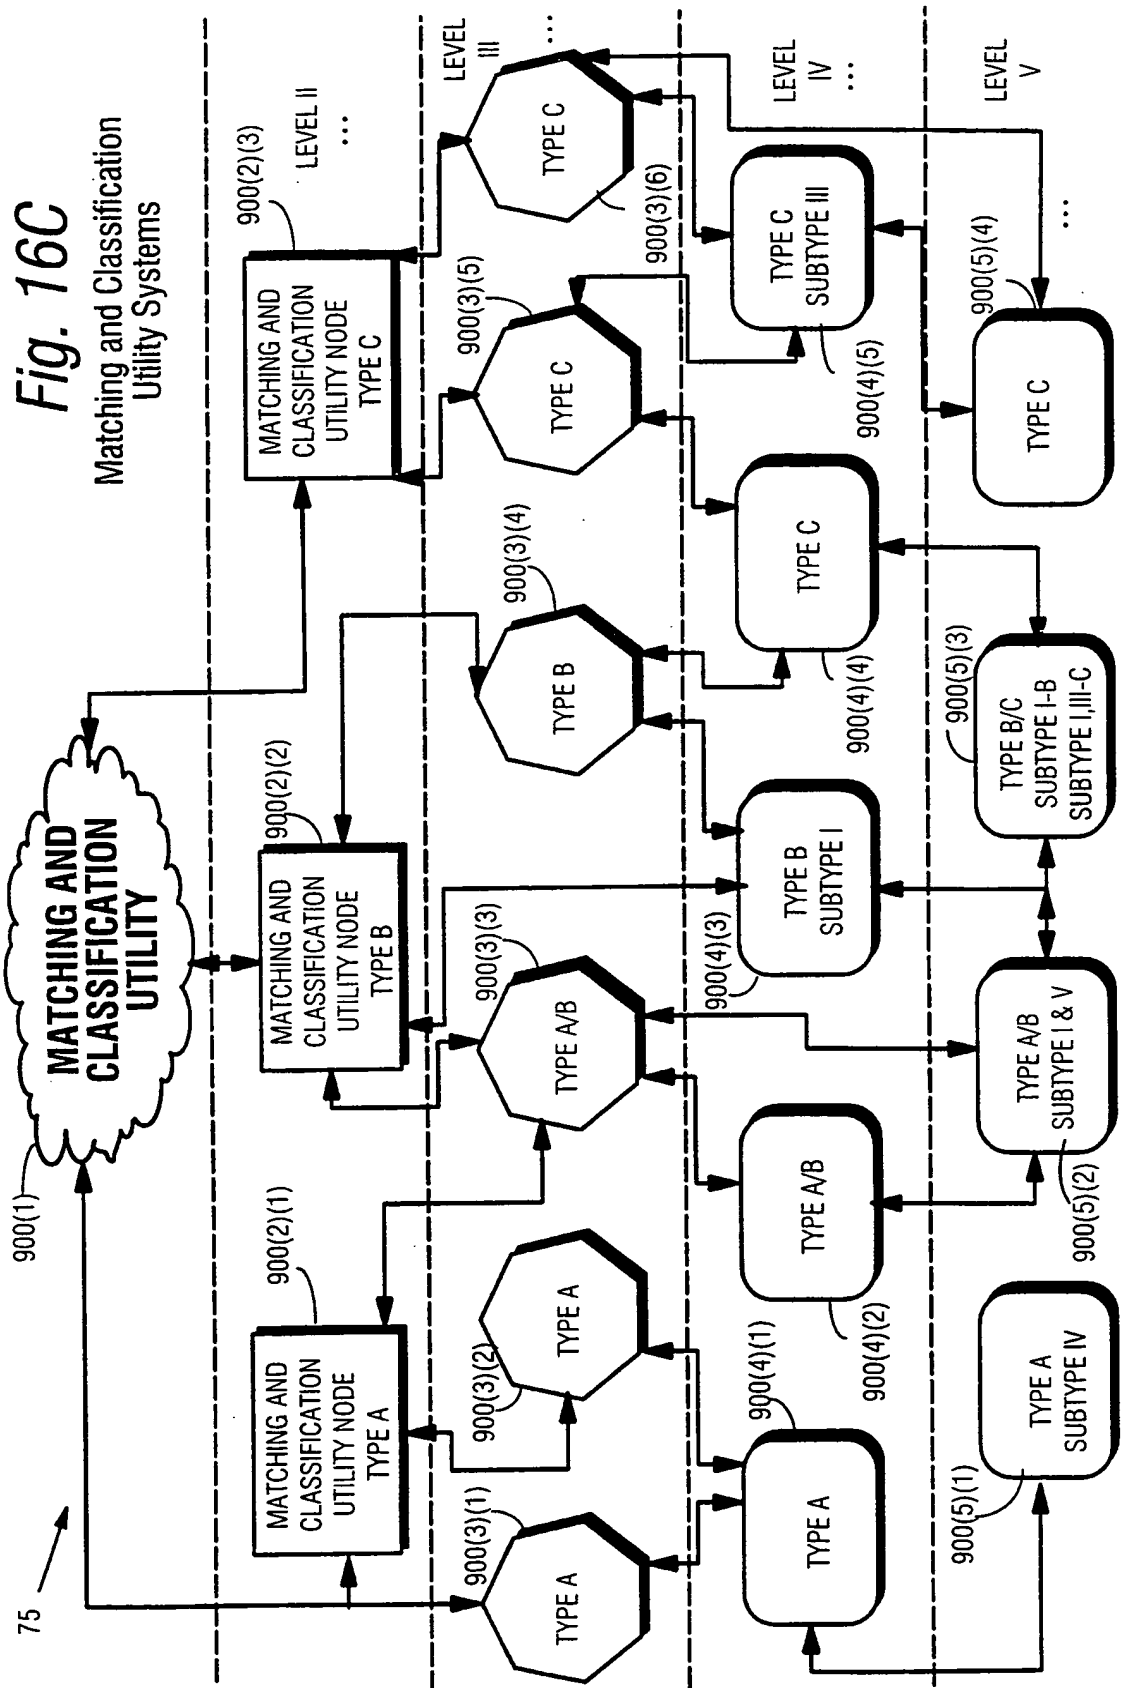 Fig. 16C
Matching and Classification
Utility Systems
75
900(1)
MATCHING AND
CLASSIFICATION
UTILITY
LEVEL II
...
900(2)(1)
MATCHING AND
CLASSIFICATION
UTILITY NODE
TYPE A
900(2)(2)
MATCHING AND
CLASSIFICATION
UTILITY NODE
TYPE B
900(2)(3)
MATCHING AND
CLASSIFICATION
UTILITY NODE
TYPE C
LEVEL
III
...
900(3)(1)
TYPE A
900(3)(2)
TYPE A
900(3)(3)
TYPE A/B
900(3)(4)
TYPE B
900(3)(5)
TYPE C
900(3)(6)
TYPE C
LEVEL
IV
...
900(4)(1)
TYPE A
900(4)(2)
TYPE A/B
900(4)(3)
TYPE B
SUBTYPE I
900(4)(4)
TYPE C
900(4)(5)
TYPE C
SUBTYPE III
LEVEL
V
...
900(5)(1)
TYPE A
SUBTYPE IV
900(5)(2)
TYPE A/B
SUBTYPE I & V
900(5)(3)
TYPE B/C
SUBTYPE I-B
SUBTYPE I,III-C
900(5)(4)
TYPE C